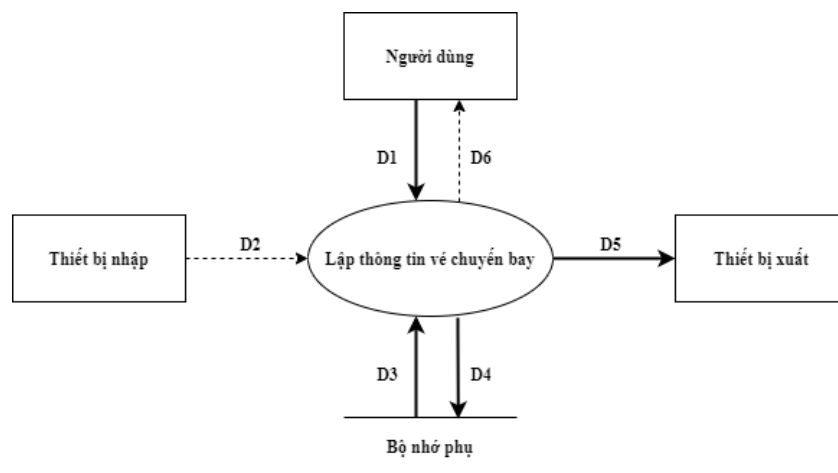 Người dùng
D1
D6
Thiết bị nhập
D2
Lập thông tin vé chuyến bay
D5
Thiết bị xuất
D3
D4
Bộ nhớ phụ